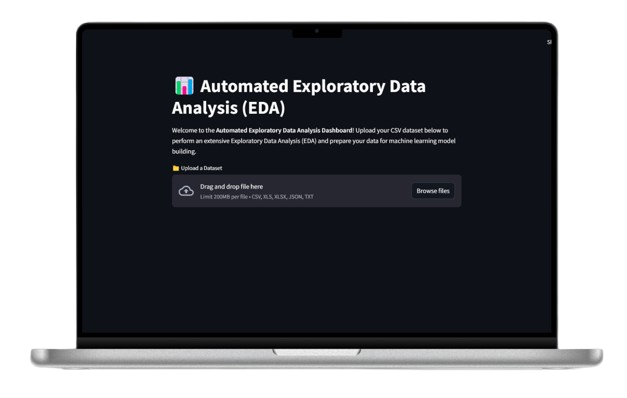 Automated Exploratory Data
Analysis (EDA)
Welcome to the Automated Exploratory Data Analysis Dashboard! Upload your CSV dataset below to
perform an extensive Exploratory Data Analysis (EDA) and prepare your data for machine learning model
building.
Upload a Dataset
Drag and drop file here
Limit 200MB per file • CSV, XLS, XLSX, JSON, TXT
Browse files